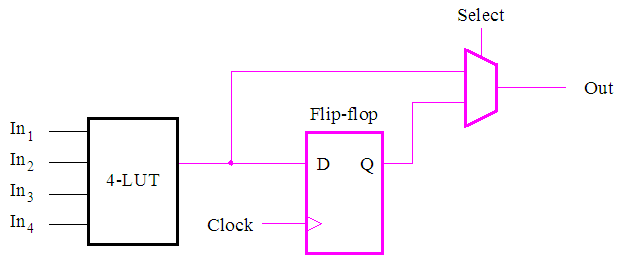 Select
Out
Flip-flop
In1
In2
In3
In4
4-LUT
D Q
Clock